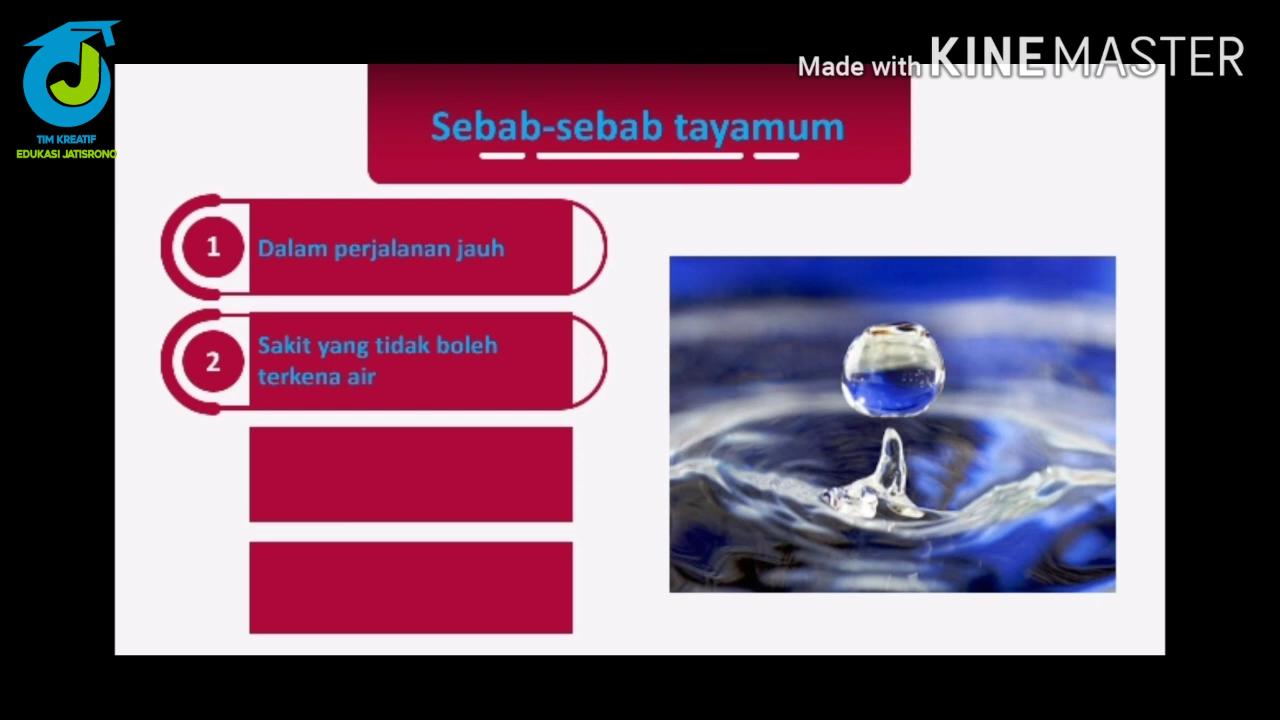 Made with KINEMASTER
TIM KREATIF
EDUKASI JATISRONO
Sebab-sebab tayamum
1
Dalam perjalanan jauh
2
Sakit yang tidak boleh
terkena air